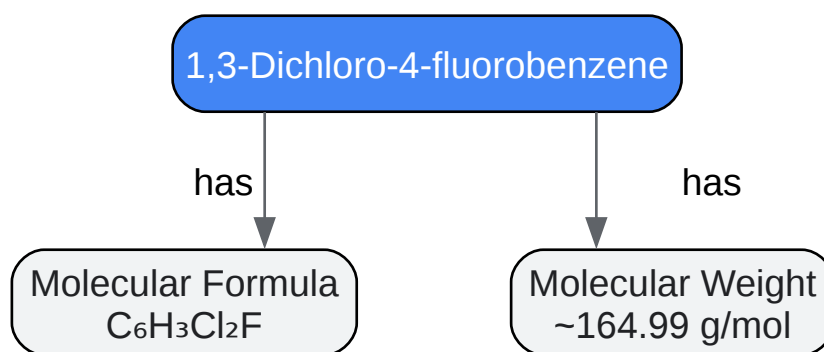 1,3-Dichloro-4-fluorobenzene
has
has
Molecular Formula
C₆H₃Cl₂F
Molecular Weight
~164.99 g/mol